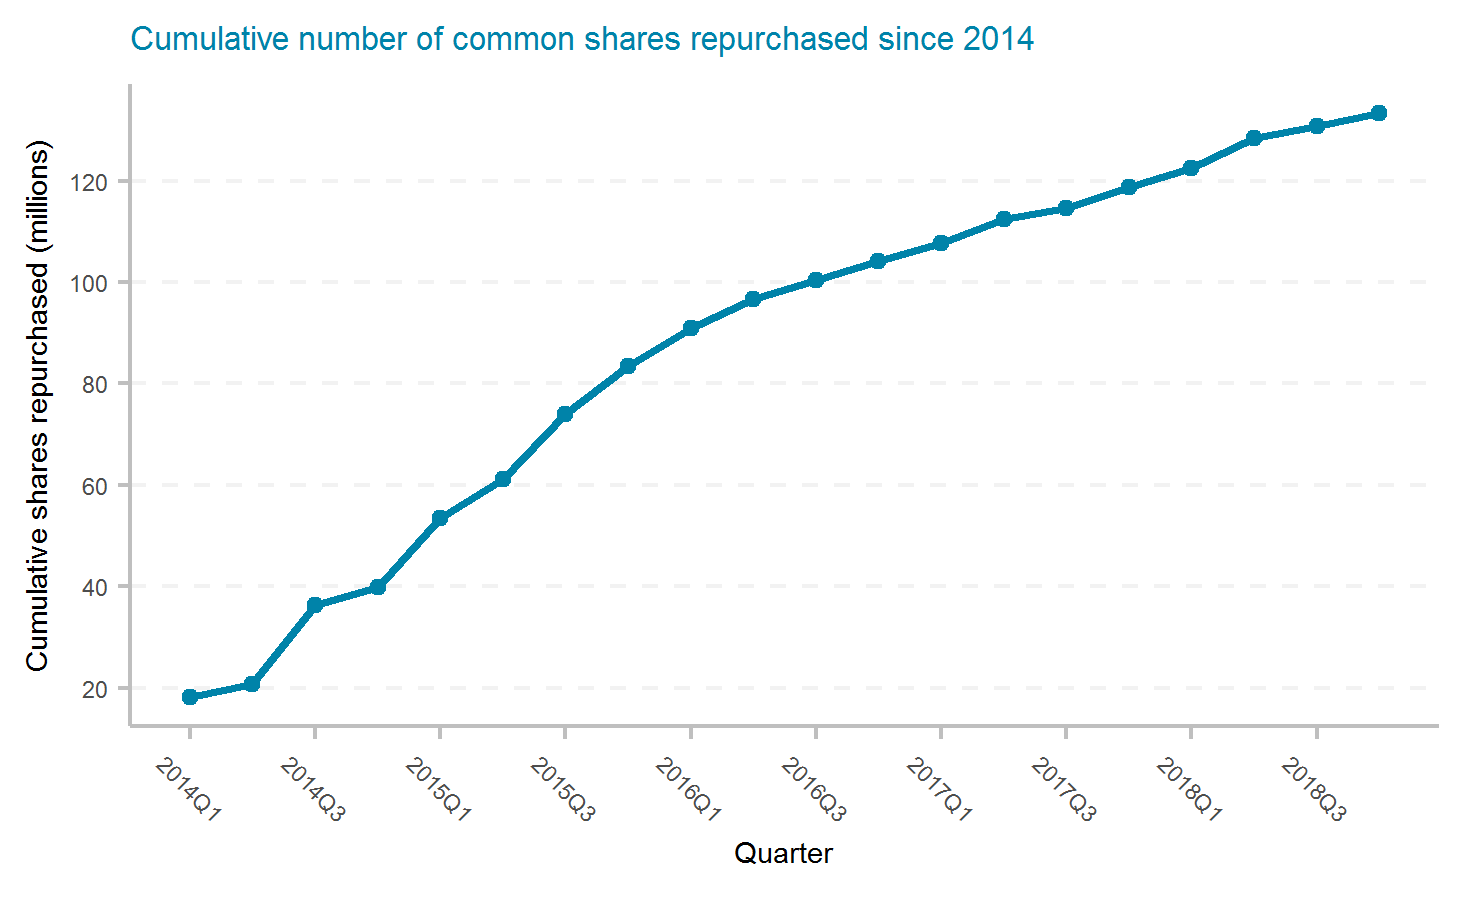 Cumulative number of common shares repurchased since 2014
Cumulative shares repurchased (millions)
120
100
80
60
40
20
2014Q1
2014Q3
2015Q1
2015Q3
2016Q1
2016Q3
2017Q1
2017Q3
2018Q1
2018Q3
Quarter